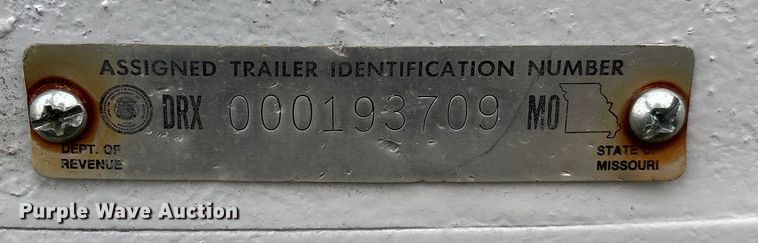 ASSIGNED TRAILER IDENTIFICATION NUMBER
DRX 000193709 MO
DEPT. OF
REVENUE
STATE OF
MISSOURI
Purple Wave Auction